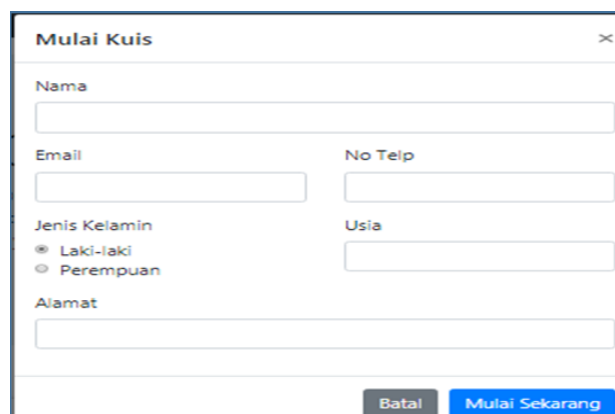 Mulai Kuis ×
Nama
Email No Telp
Jenis Kelamin Usia
Laki-laki
Perempuan
Alamat
Batal Mulai Sekarang